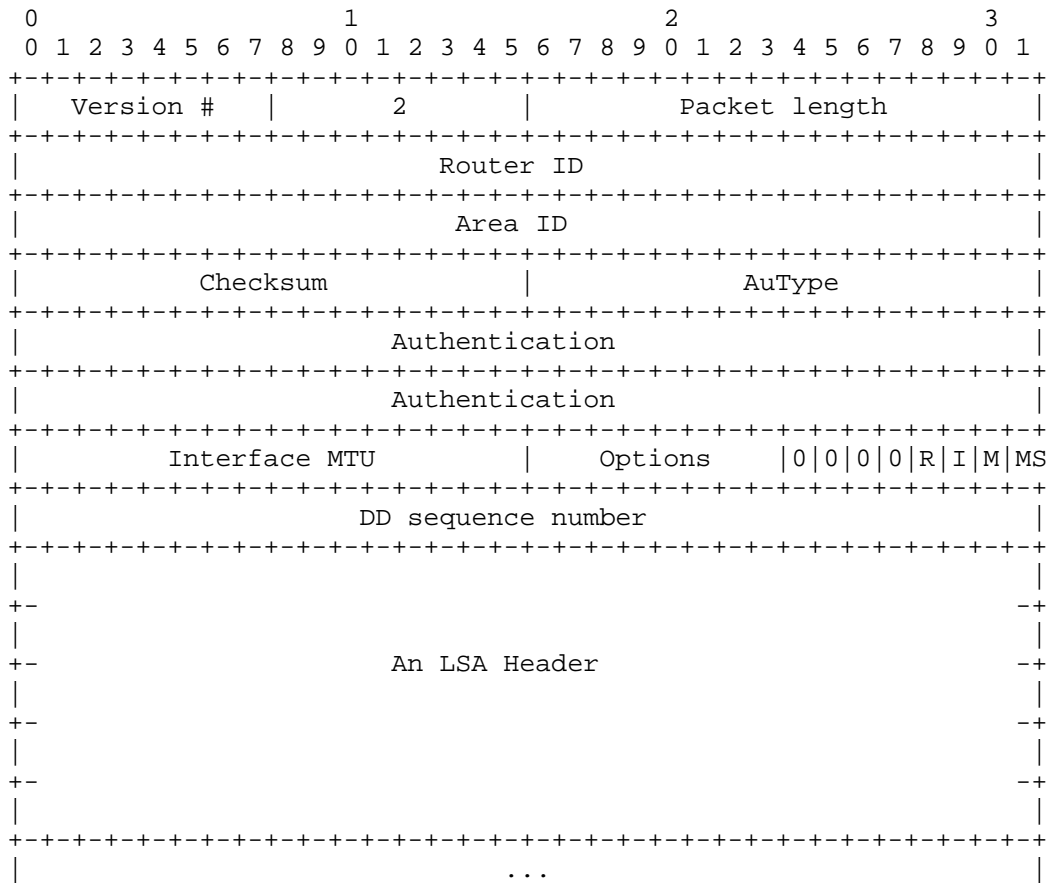 0                   1                   2                   3
 0 1 2 3 4 5 6 7 8 9 0 1 2 3 4 5 6 7 8 9 0 1 2 3 4 5 6 7 8 9 0 1
+-+-+-+-+-+-+-+-+-+-+-+-+-+-+-+-+-+-+-+-+-+-+-+-+-+-+-+-+-+-+-+-+
|   Version #   |       2       |         Packet length         |
+-+-+-+-+-+-+-+-+-+-+-+-+-+-+-+-+-+-+-+-+-+-+-+-+-+-+-+-+-+-+-+-+
|                          Router ID                            |
+-+-+-+-+-+-+-+-+-+-+-+-+-+-+-+-+-+-+-+-+-+-+-+-+-+-+-+-+-+-+-+-+
|                           Area ID                             |
+-+-+-+-+-+-+-+-+-+-+-+-+-+-+-+-+-+-+-+-+-+-+-+-+-+-+-+-+-+-+-+-+
|           Checksum            |             AuType            |
+-+-+-+-+-+-+-+-+-+-+-+-+-+-+-+-+-+-+-+-+-+-+-+-+-+-+-+-+-+-+-+-+
|                       Authentication                          |
+-+-+-+-+-+-+-+-+-+-+-+-+-+-+-+-+-+-+-+-+-+-+-+-+-+-+-+-+-+-+-+-+
|                       Authentication                          |
+-+-+-+-+-+-+-+-+-+-+-+-+-+-+-+-+-+-+-+-+-+-+-+-+-+-+-+-+-+-+-+-+
|         Interface MTU         |    Options    |0|0|0|0|R|I|M|MS
+-+-+-+-+-+-+-+-+-+-+-+-+-+-+-+-+-+-+-+-+-+-+-+-+-+-+-+-+-+-+-+-+
|                     DD sequence number                        |
+-+-+-+-+-+-+-+-+-+-+-+-+-+-+-+-+-+-+-+-+-+-+-+-+-+-+-+-+-+-+-+-+
|                                                               |
+-                                                             -+
|                                                               |
+-                      An LSA Header                          -+
|                                                               |
+-                                                             -+
|                                                               |
+-                                                             -+
|                                                               |
+-+-+-+-+-+-+-+-+-+-+-+-+-+-+-+-+-+-+-+-+-+-+-+-+-+-+-+-+-+-+-+-+
|                              ...                              |